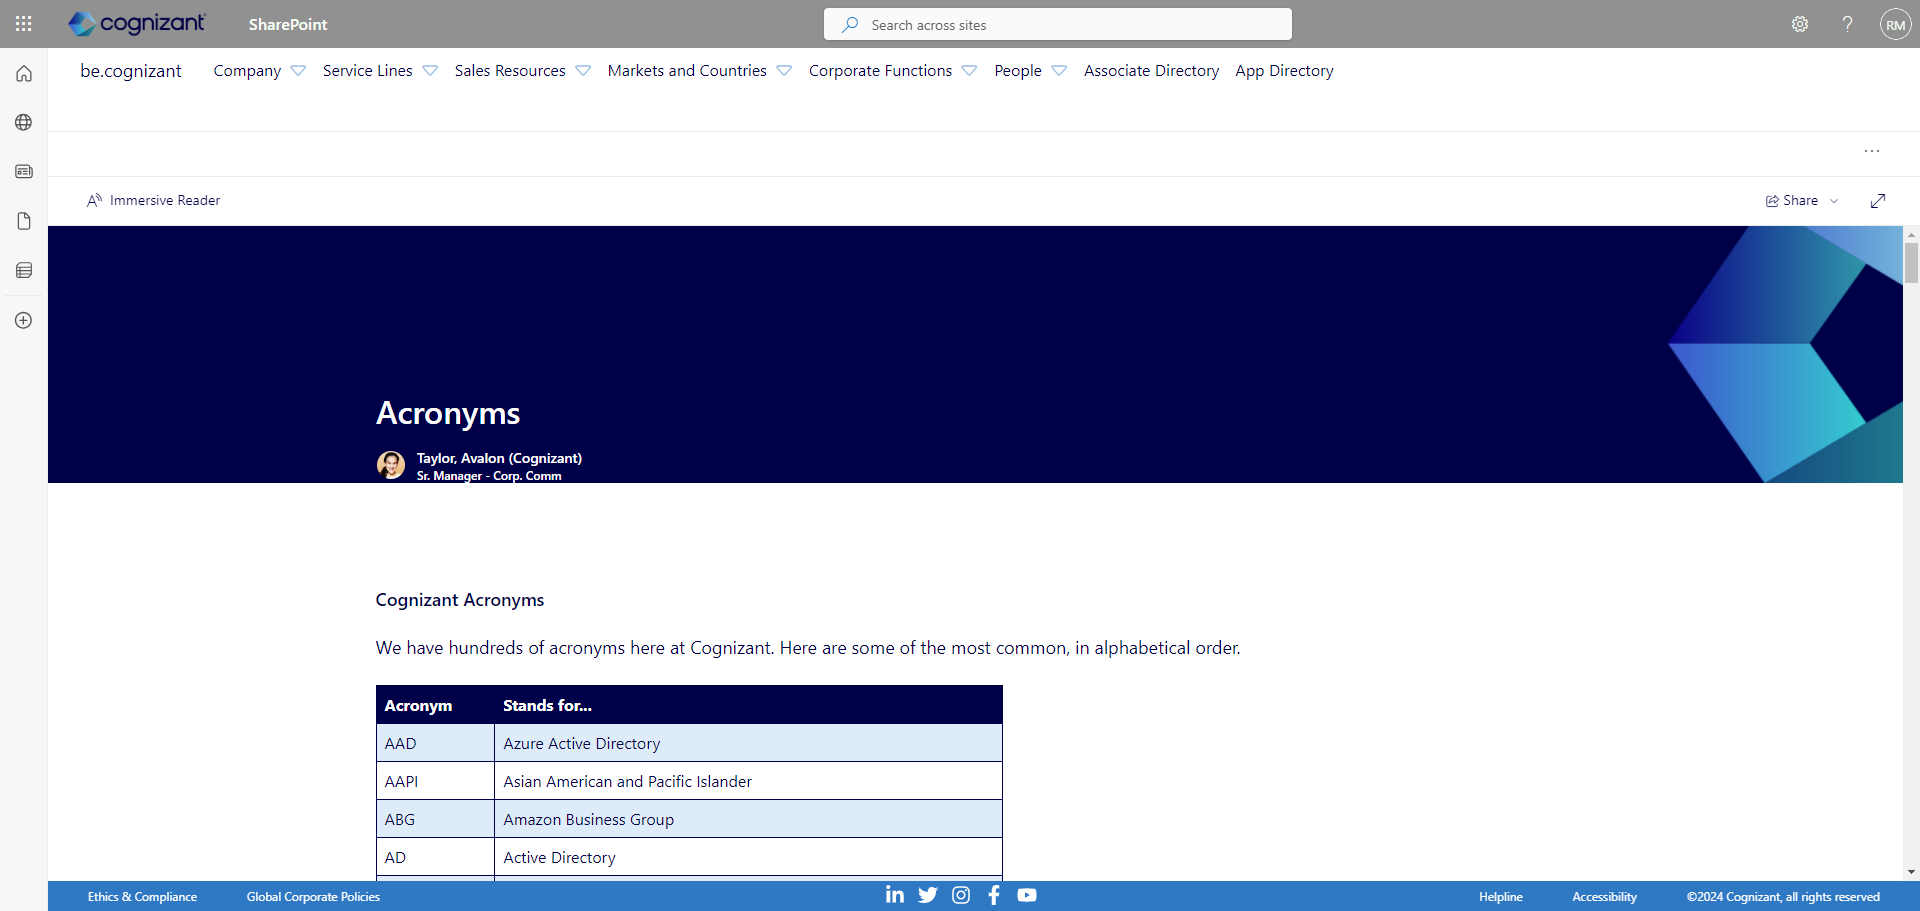 cognizant
SharePoint
Search across sites
RM
be.cognizant
Company
Service Lines
Sales Resources
Markets and Countries
Corporate Functions
People
Associate Directory
App Directory
Immersive Reader
Share
Acronyms
Taylor, Avalon (Cognizant)
Sr. Manager - Corp. Comm
Cognizant Acronyms
We have hundreds of acronyms here at Cognizant. Here are some of the most common, in alphabetical order.
Acronym Stands for...
AAD Azure Active Directory
AAPI Asian American and Pacific Islander
ABG Amazon Business Group
AD Active Directory
Ethics & Compliance
Global Corporate Policies
Helpline
Accessibility
©2024 Cognizant, all rights reserved